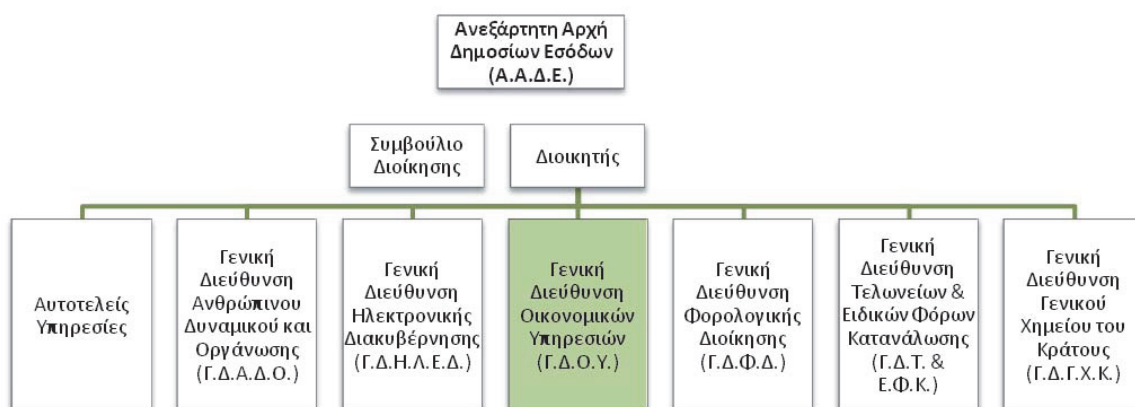 Ανεξάρτητη Αρχή
Δημοσίων Εσόδων
(Α.Α.Δ.Ε.)
Συμβούλιο
Διοίκησης
Διοικητής
Αυτοτελείς
Υπηρεσίες
Γενική
Διεύθυνση
Ανθρώπινου
Δυναμικού και
Οργάνωσης
(Γ.Δ.Α.Δ.Ο.)
Γενική
Διεύθυνση
Ηλεκτρονικής
Διακυβέρνησης
(Γ.Δ.Η.Λ.Ε.Δ.)
Γενική
Διεύθυνση
Οικονομικών
Υπηρεσιών
(Γ.Δ.Ο.Υ.)
Γενική
Διεύθυνση
Φορολογικής
Διοίκησης
(Γ.Δ.Φ.Δ.)
Γενική
Διεύθυνση
Τελωνείων &
Ειδικών Φόρων
Κατανάλωσης
(Γ.Δ.Τ. &
Ε.Φ.Κ.)
Γενική
Διεύθυνση
Γενικού
Χημείου του
Κράτους
(Γ.Δ.Γ.Χ.Κ.)